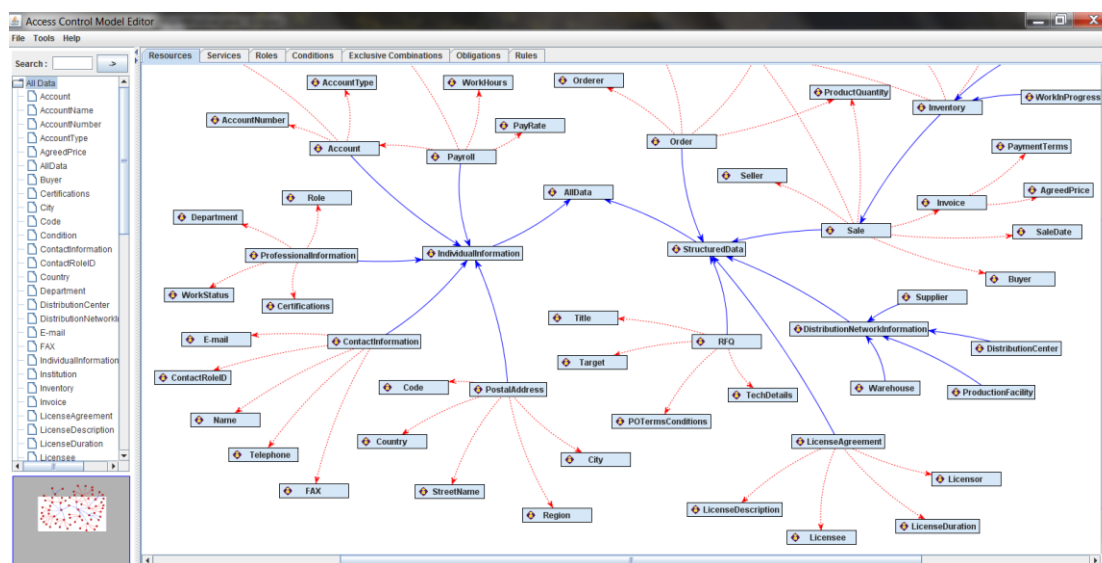 Access Control Model Editor
File Tools Help
Search : ->
Resources Services Roles Conditions Exclusive Combinations Obligations Rules
All Data
Account
AccountName
AccountNumber
AccountType
AgreedPrice
AllData
Buyer
Certifications
City
Code
Condition
ContactInformation
ContactRoleID
Country
Department
DistributionCenter
DistributionNetworkI
E-mail
FAX
IndividualInformation
Institution
Inventory
Invoice
LicenseAgreement
LicenseDescription
LicenseDuration
Licensee
AccountType
WorkHours
Orderer
ProductQuantity
WorkInProgress
Inventory
AccountNumber
PayRate
Account
Payroll
Order
PaymentTerms
Seller
AllData
AgreedPrice
Role
Invoice
Department
Sale
SaleDate
ProfessionalInformation
IndividualInformation
StructuredData
Buyer
WorkStatus
Certifications
Supplier
Title
DistributionNetworkInformation
E-mail
ContactInformation
RFQ
DistributionCenter
Target
ContactRoleID
Code
PostalAddress
TechDetails
Warehouse
ProductionFacility
Name
POTermsConditions
Country
LicenseAgreement
Telephone
City
Licensor
FAX
StreetName
LicenseDescription
Region
LicenseDuration
Licensee